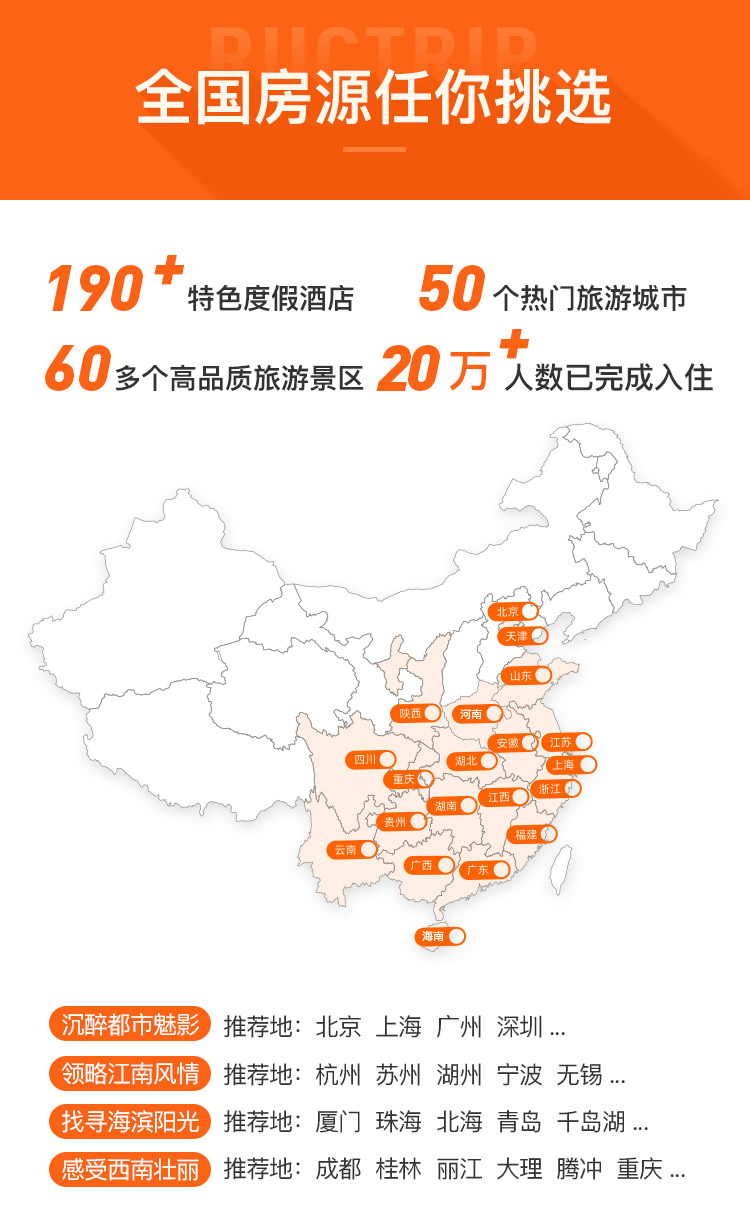 RUCTRIP
全国房源任你挑选
190+ 特色度假酒店
50 个热门旅游城市
60 多个高品质旅游景区
20万+ 人数已完成入住
北京
天津
山东
陕西
河南
安徽
江苏
四川
湖北
上海
重庆
浙江
湖南
江西
贵州
福建
云南
广西
广东
海南
沉醉都市魅影 推荐地：北京 上海 广州 深圳 ...
领略江南风情 推荐地：杭州 苏州 湖州 宁波 无锡 ...
找寻海滨阳光 推荐地：厦门 珠海 北海 青岛 千岛湖 ...
感受西南壮丽 推荐地：成都 桂林 丽江 大理 腾冲 重庆 ...